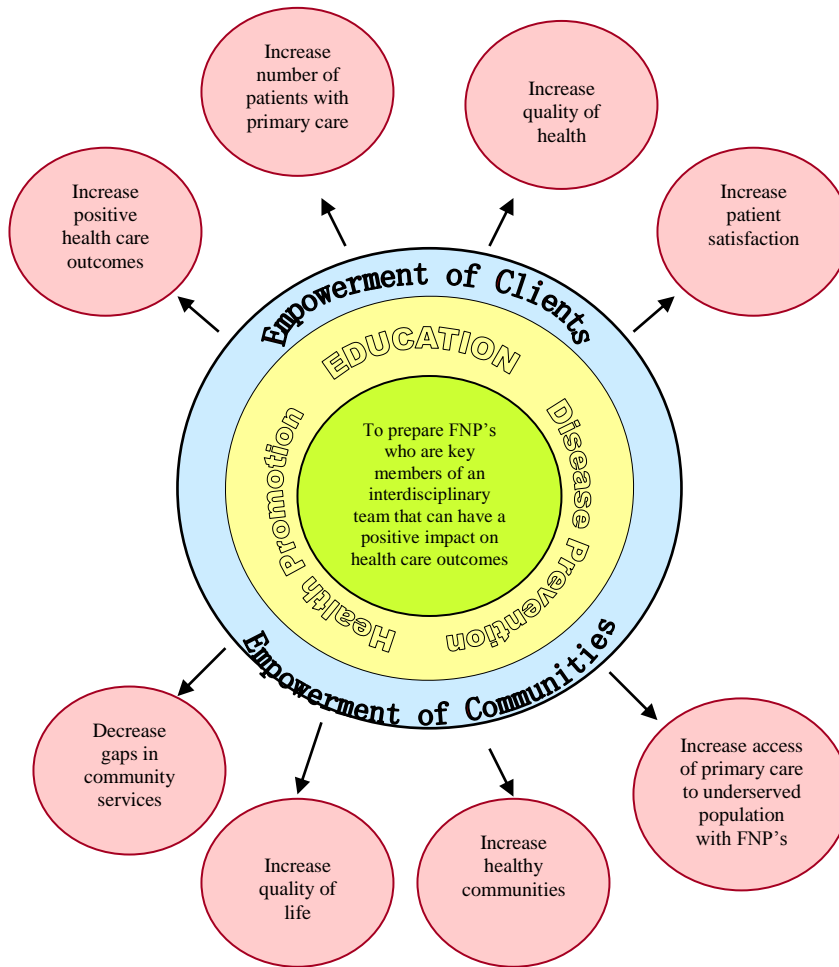 Increase
number of
patients with
primary care
Increase
quality of
health
Increase
positive
health care
outcomes
Increase
patient
satisfaction
Empowerment of Clients
EDUCATION
Health Promotion
Disease Prevention
To prepare FNP's
who are key
members of an
interdisciplinary
team that can have a
positive impact on
health care outcomes
Empowerment of Communities
Decrease
gaps in
community
services
Increase
quality of
life
Increase
healthy
communities
Increase access
of primary care
to underserved
population
with FNP's